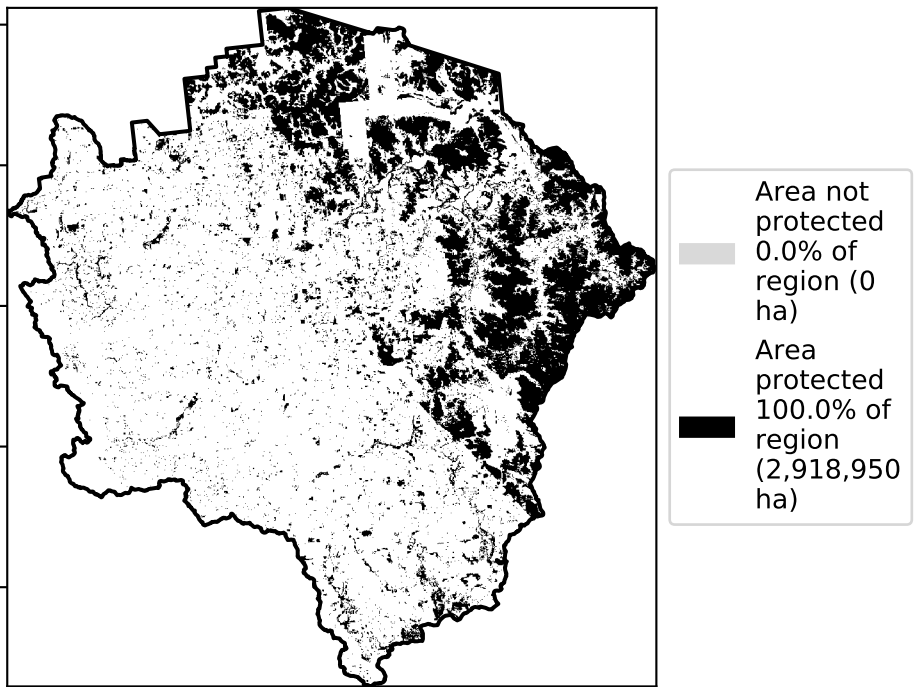 Area not
protected
0.0% of
region (0
ha)
Area
protected
100.0% of
region
(2,918,950
ha)